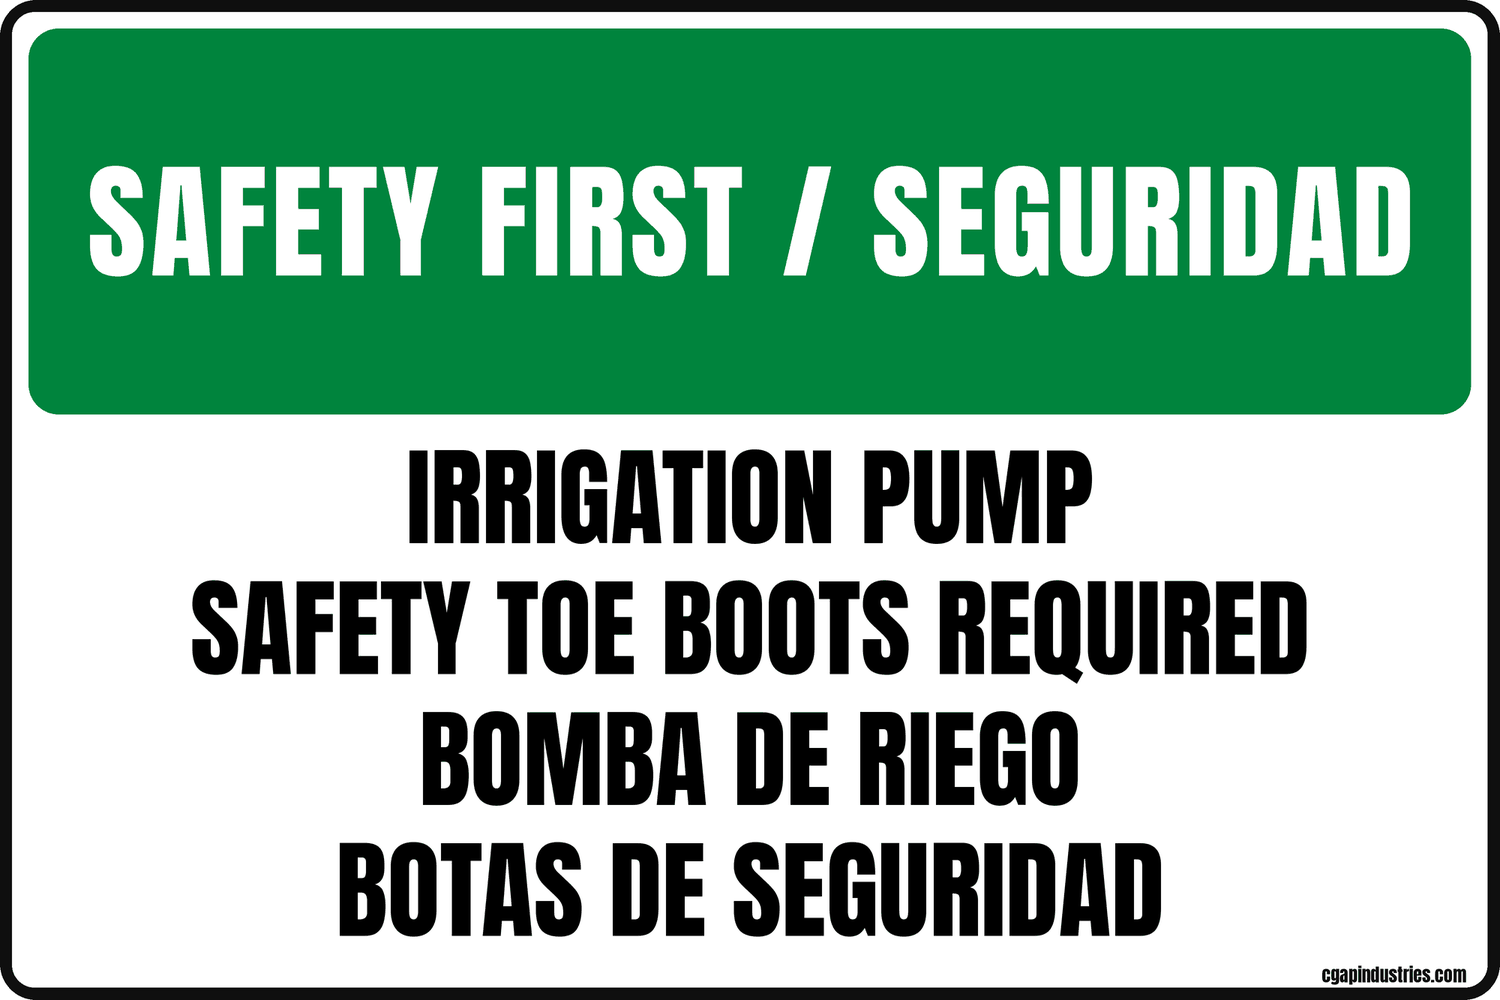 SAFETY FIRST / SEGURIDAD
IRRIGATION PUMP
SAFETY TOE BOOTS REQUIRED
BOMBA DE RIEGO
BOTAS DE SEGURIDAD
cgapindustries.com